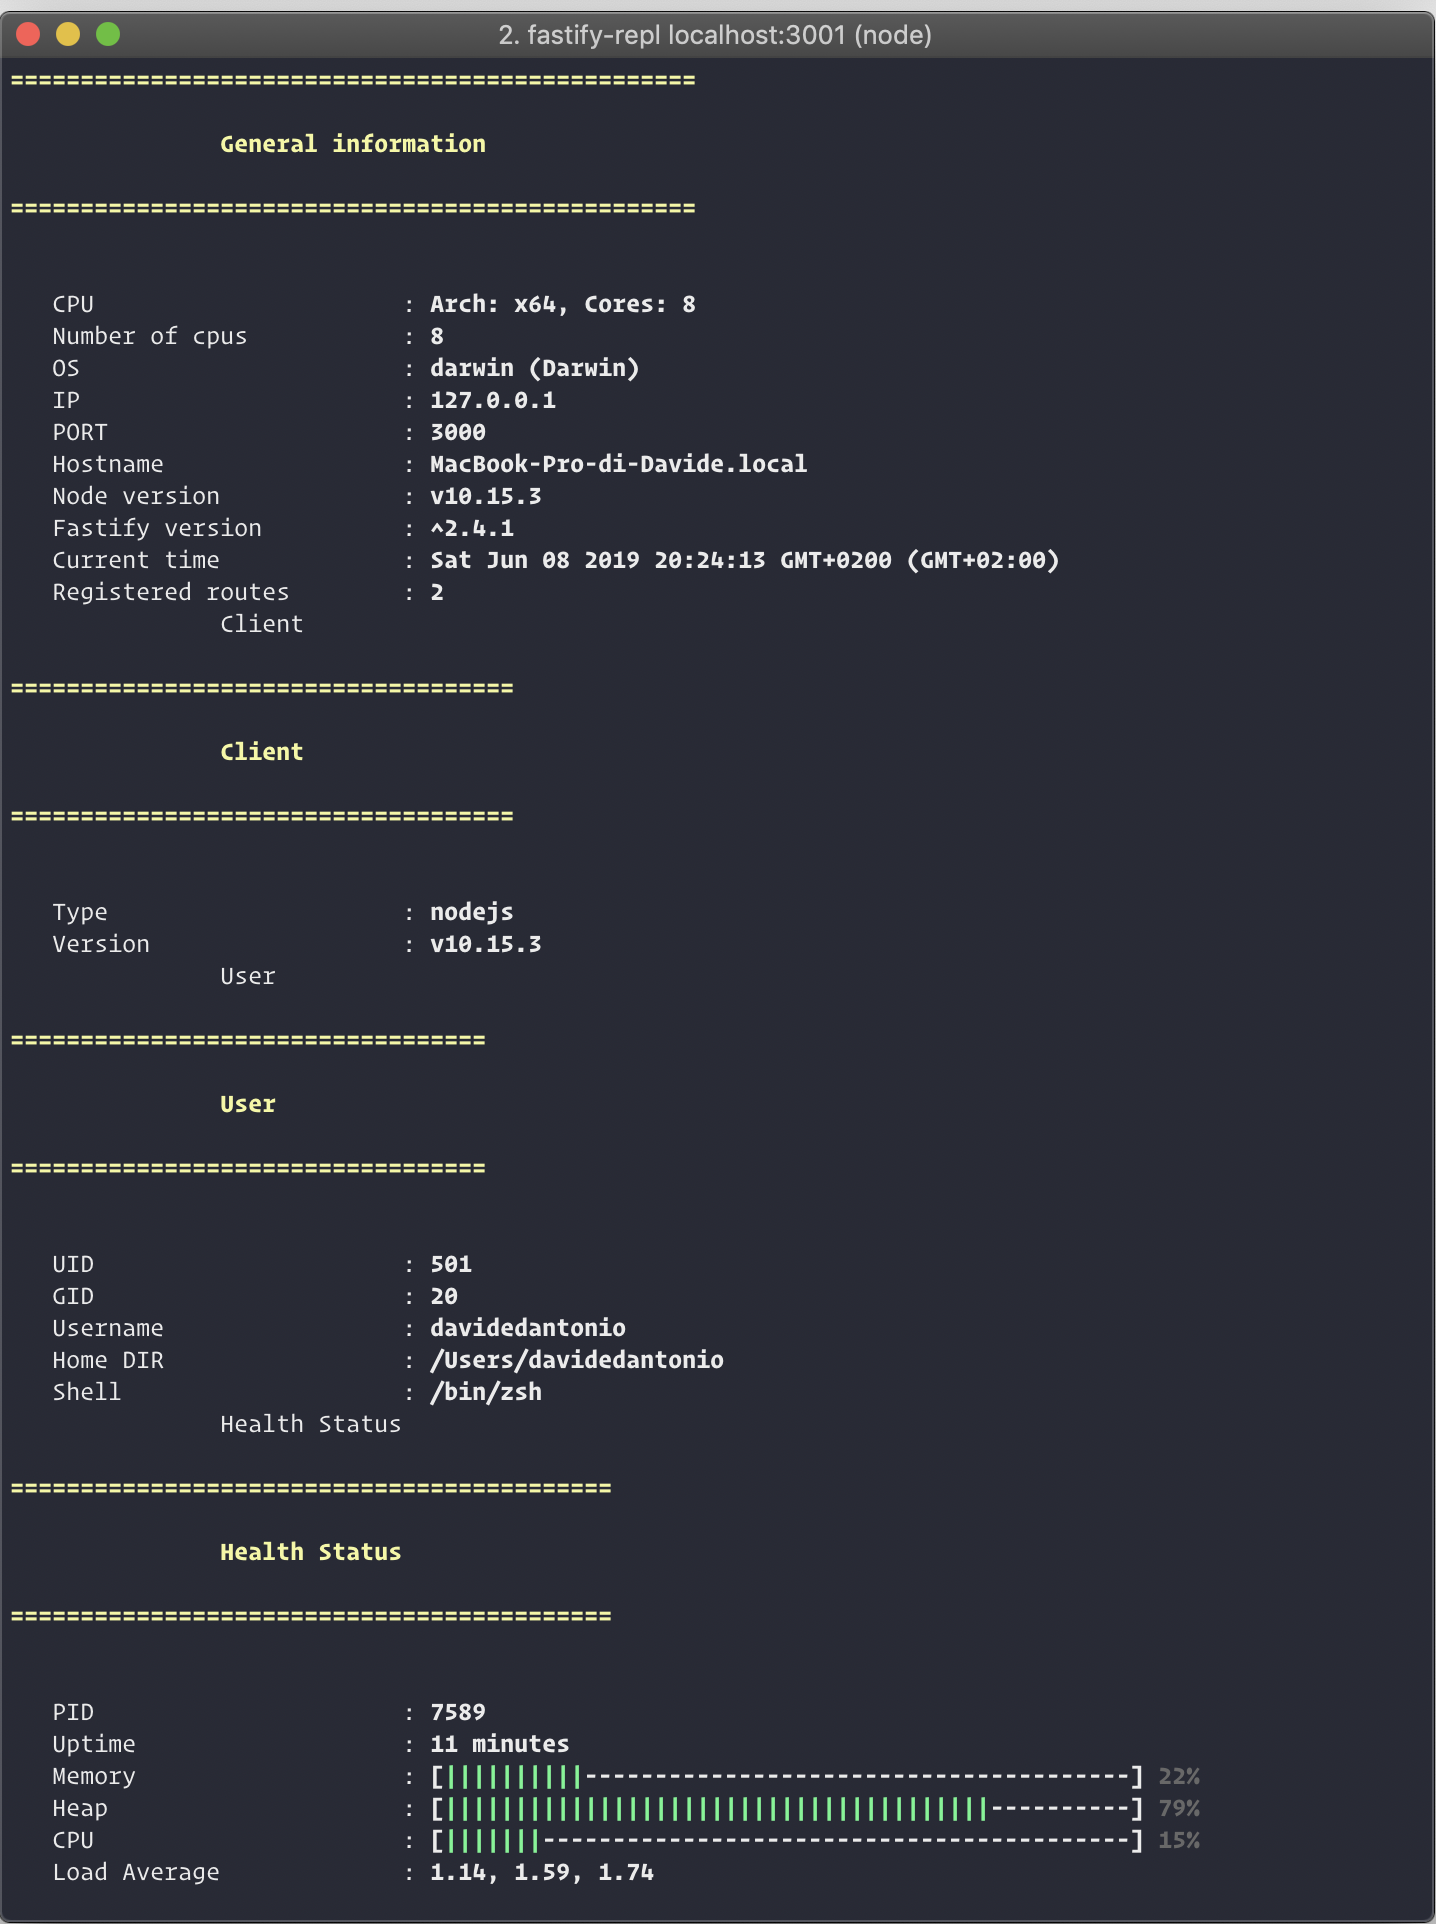 2. fastify-repl localhost:3001 (node)
=================================================
General information
=================================================
CPU : Arch: x64, Cores: 8
Number of cpus : 8
OS : darwin (Darwin)
IP : 127.0.0.1
PORT : 3000
Hostname : MacBook-Pro-di-Davide.local
Node version : v10.15.3
Fastify version : ^2.4.1
Current time : Sat Jun 08 2019 20:24:13 GMT+0200 (GMT+02:00)
Registered routes : 2
Client
====================================
Client
====================================
Type : nodejs
Version : v10.15.3
User
==================================
User
==================================
UID : 501
GID : 20
Username : davidedantonio
Home DIR : /Users/davidedantonio
Shell : /bin/zsh
Health Status
===========================================
Health Status
===========================================
PID : 7589
Uptime : 11 minutes
Memory : [||||||||||---------------------------------------] 22%
Heap : [|||||||||||||||||||||||||||||||||||||||----------] 79%
CPU : [|||||||------------------------------------------] 15%
Load Average : 1.14, 1.59, 1.74